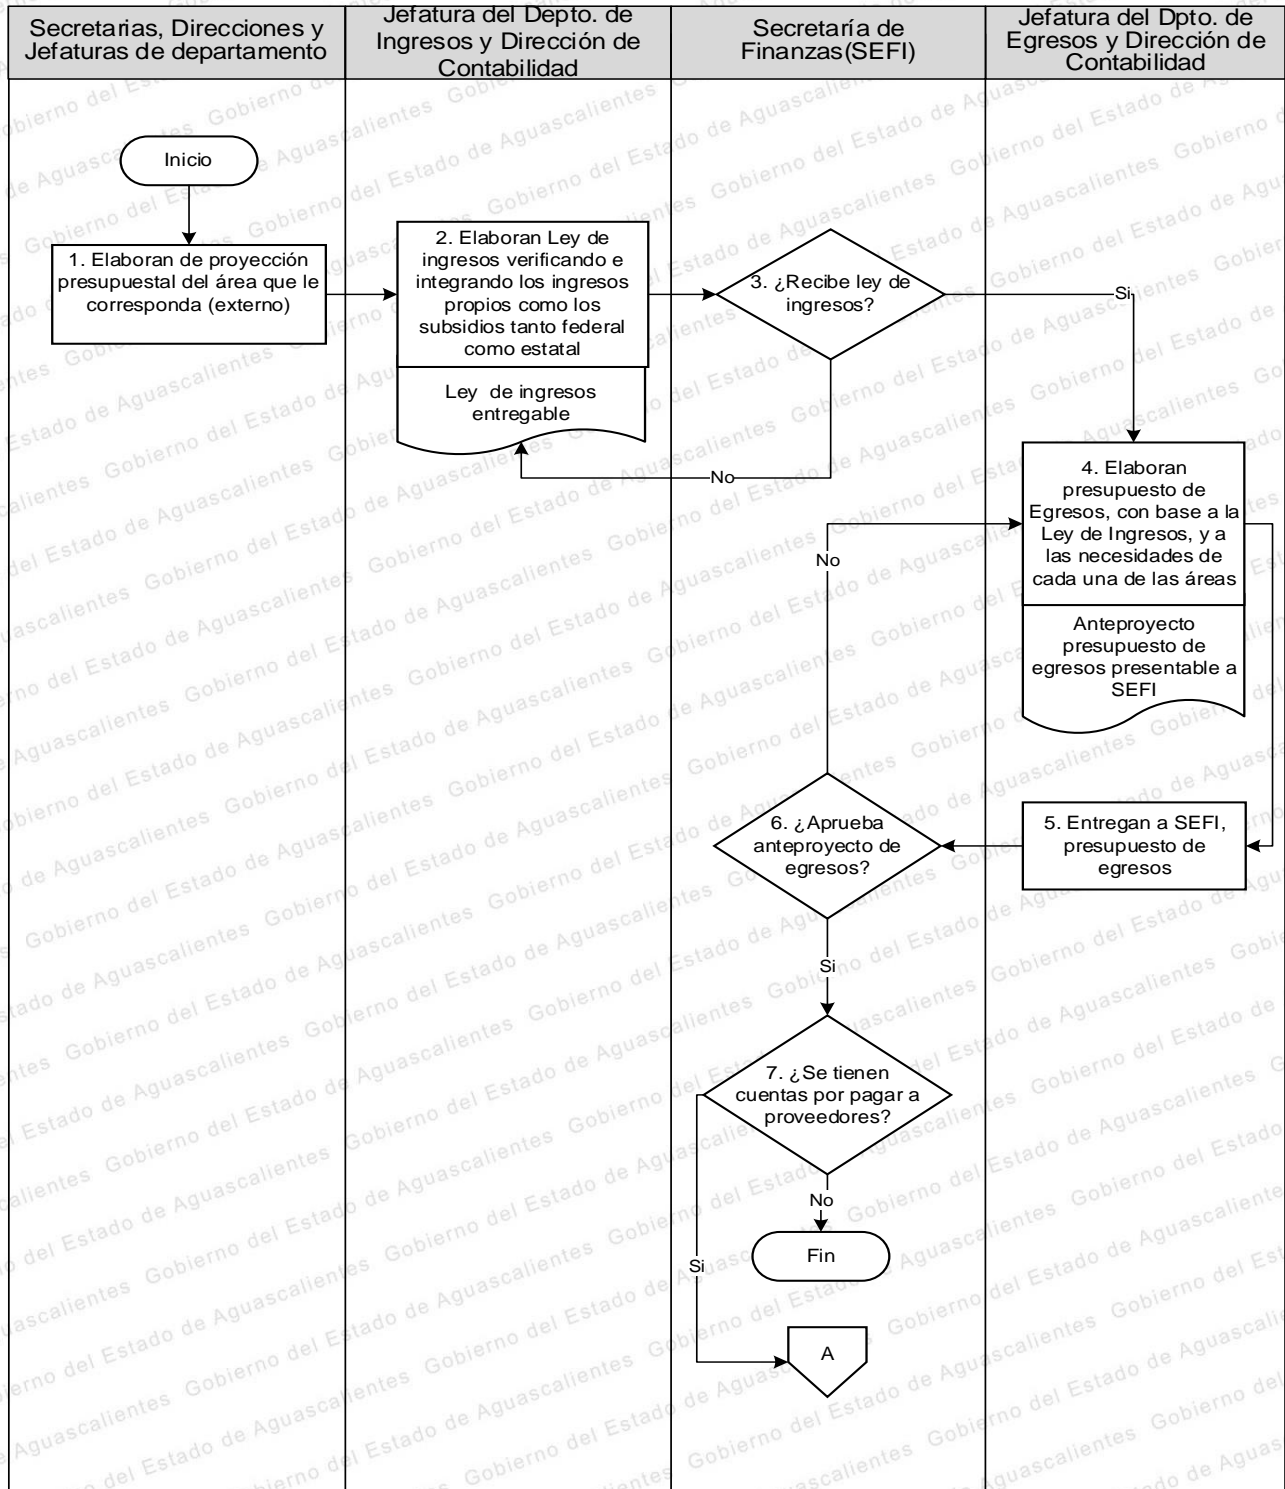 Secretarias, Direcciones y
Jefaturas de departamento
Jefatura del Depto. de
Ingresos y Dirección de
Contabilidad
Secretaría de
Finanzas(SEFI)
Jefatura del Dpto. de
Egresos y Dirección de
Contabilidad
Inicio
1. Elaboran de proyección
presupuestal del área que le
corresponda (externo)
2. Elaboran Ley de
ingresos verificando e
integrando los ingresos
propios como los
subsidios tanto federal
como estatal
Ley de ingresos
entregable
3. ¿Recibe ley de
ingresos?
Si
No
4. Elaboran
presupuesto de
Egresos, con base a la
Ley de Ingresos, y a
las necesidades de
cada una de las áreas
Anteproyecto
presupuesto de
egresos presentable a
SEFI
No
5. Entregan a SEFI,
presupuesto de
egresos
6. ¿Aprueba
anteproyecto de
egresos?
Si
7. ¿Se tienen
cuentas por pagar a
proveedores?
No
Si
Fin
A
Gobierno del Estado de Aguascalientes